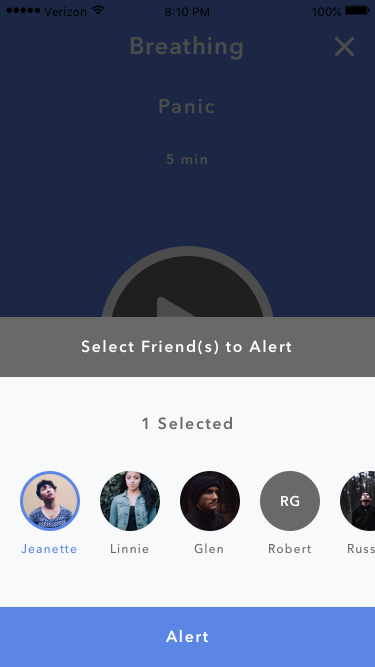 Verizon 8:10 PM 100%
Breathing
Panic
5 min
Select Friend(s) to Alert
1 Selected
RG
Jeanette Linnie Glen Robert Russ
Alert